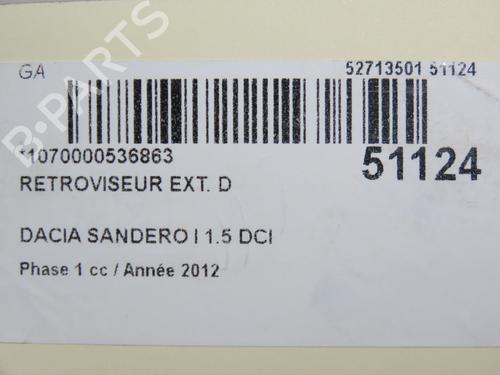 GA 52713501 51124
*1070000536863 51124
RETROVISEUR EXT. D
DACIA SANDERO I 1.5 DCI
Phase 1 cc / Année 2012
B-PARTS